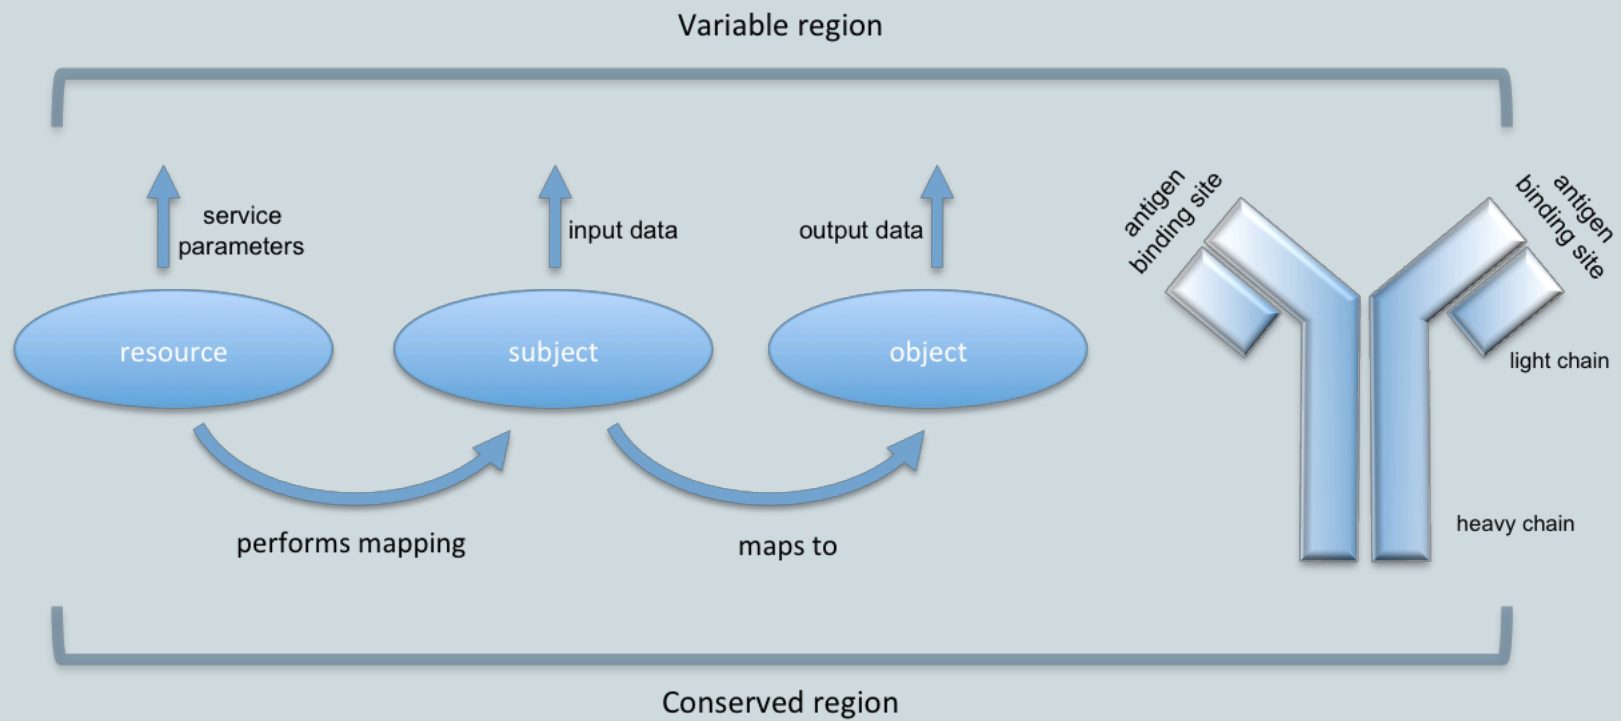 Variable region
service
parameters
input data
output data
antigen
binding site
antigen
binding site
resource
subject
object
light chain
heavy chain
performs mapping
maps to
Conserved region